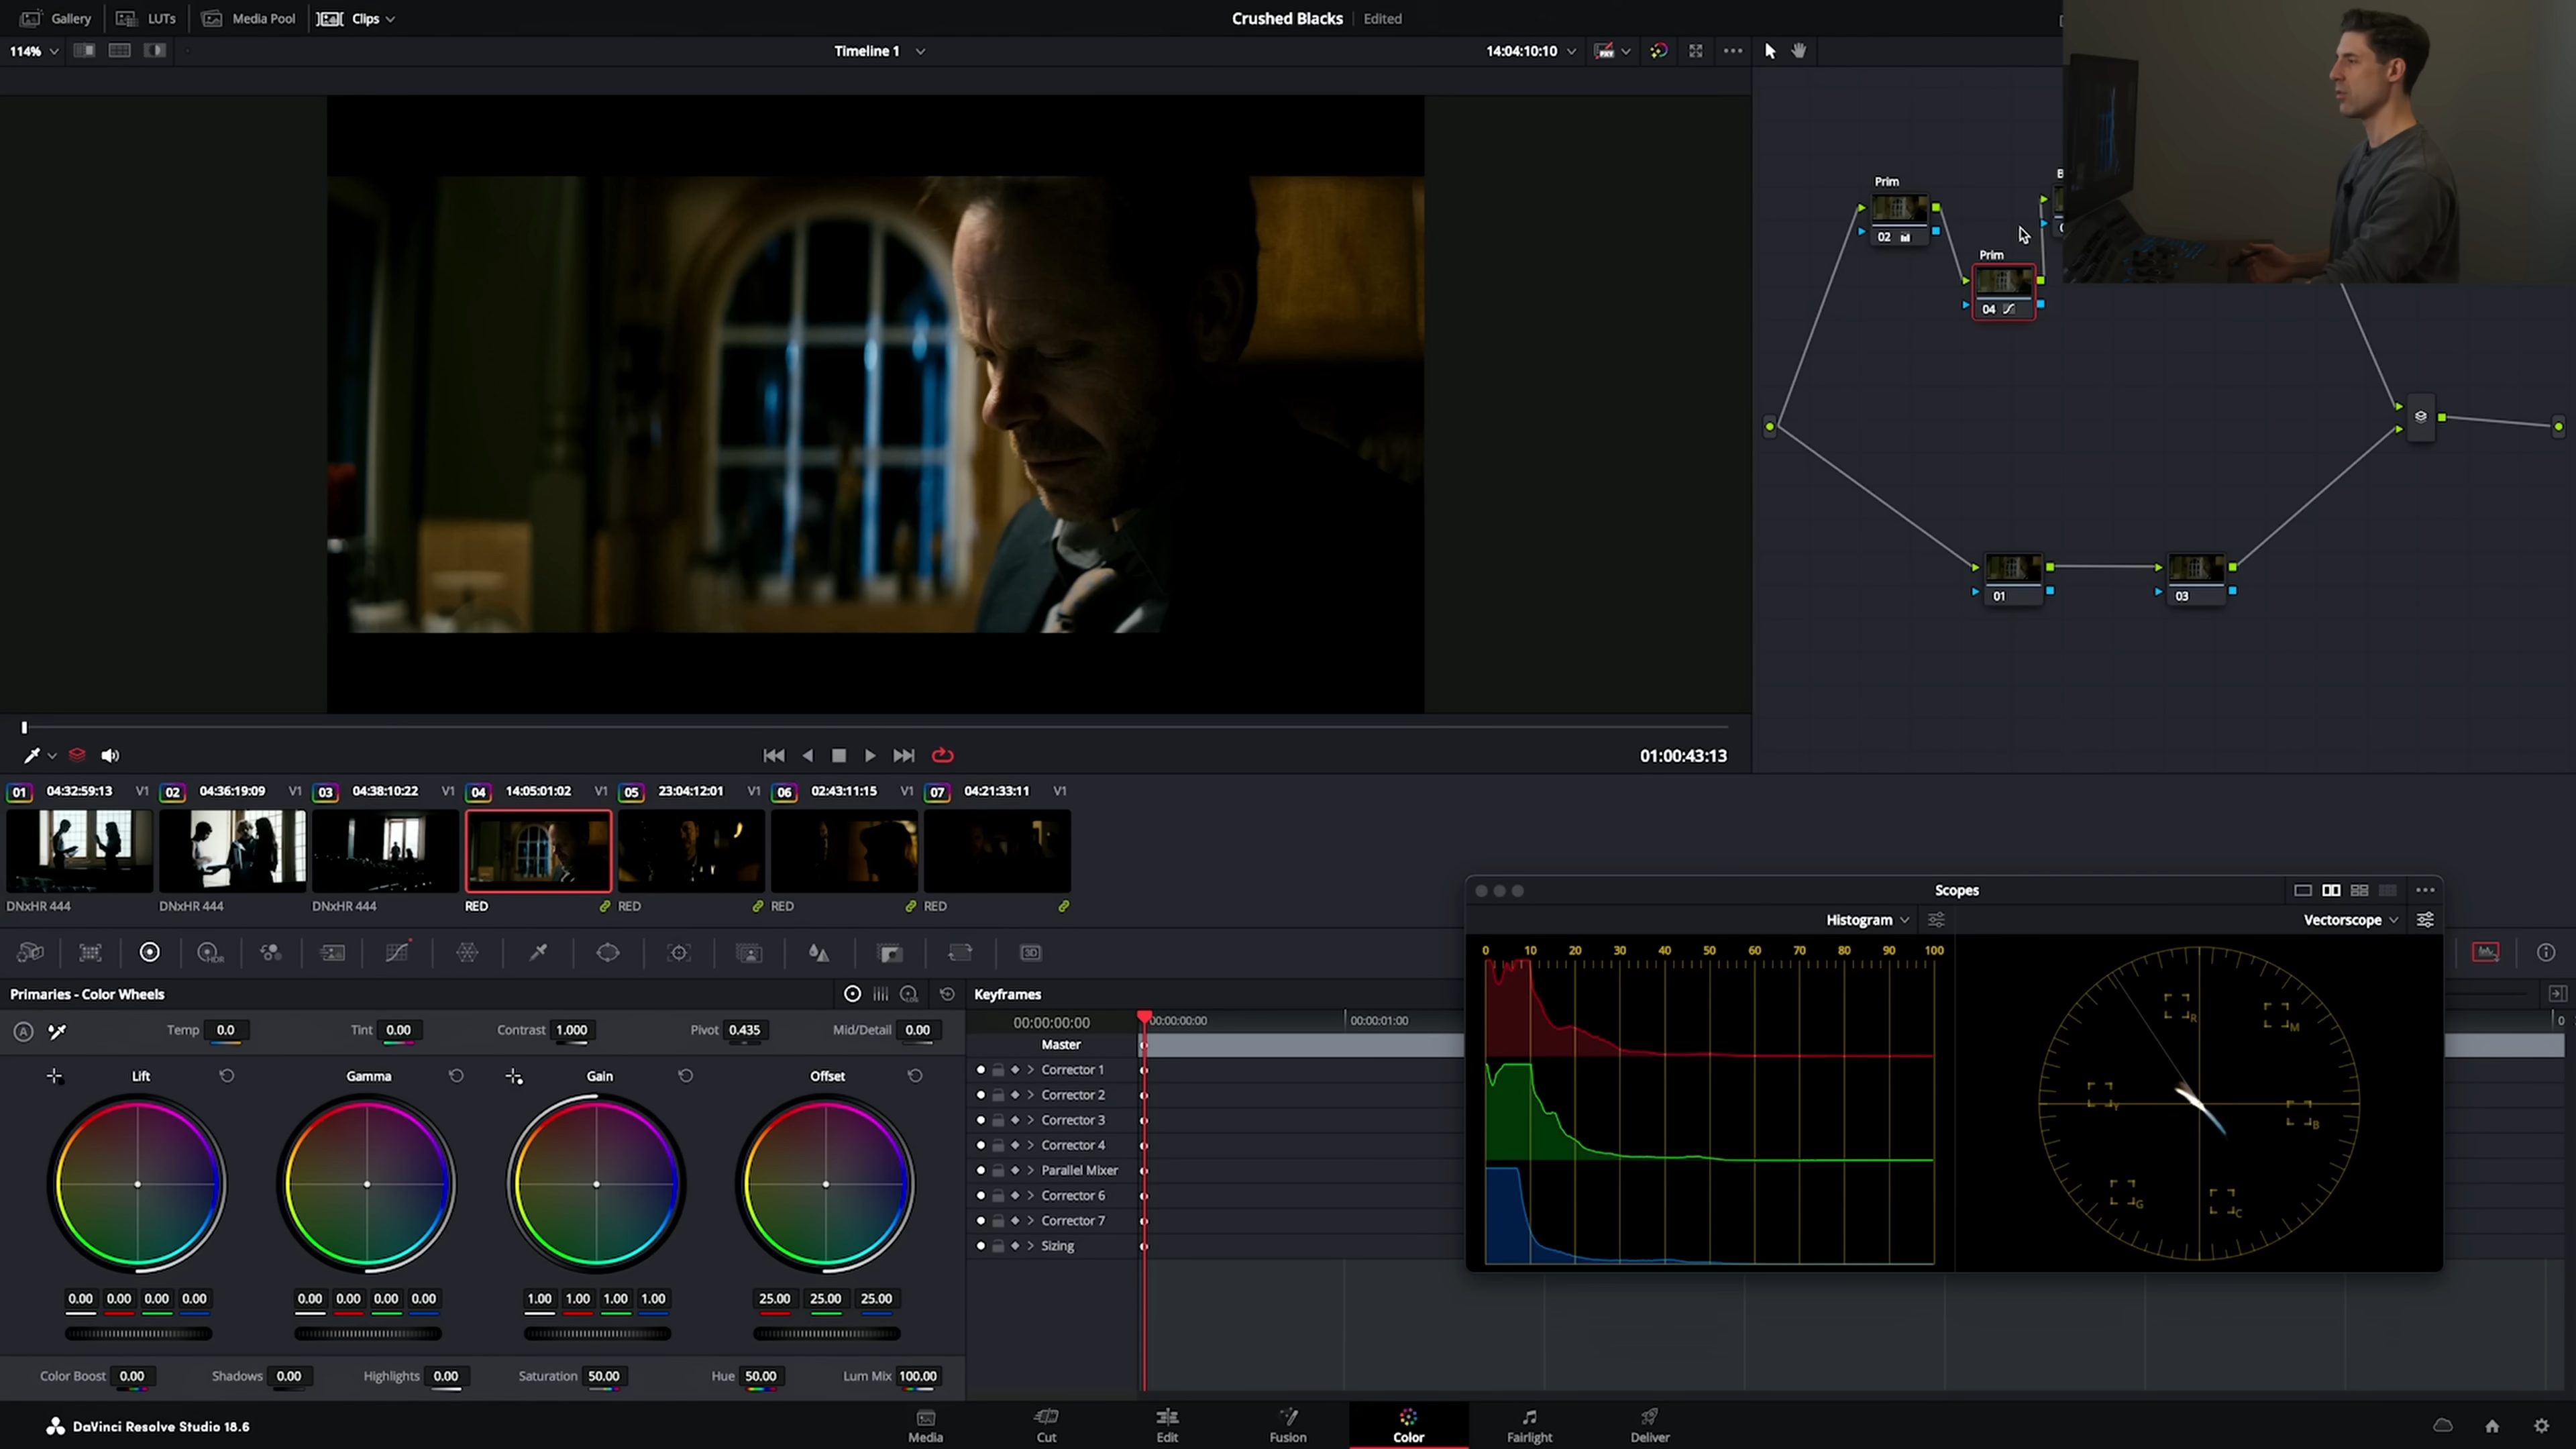 Gallery LUTs Media Pool Clips Crushed Blacks Edited
114% Timeline 1 14:04:10:10
Prim
02
Prim
04
01
03
01:00:43:13
01 04:32:59:13 V1 02 04:36:19:09 V1 03 04:38:10:22 V1 04 14:05:01:02 V1 05 23:04:12:01 V1 06 02:43:11:15 V1 07 04:21:33:11 V1
DNxHR 444 DNxHR 444 DNxHR 444 RED RED RED RED
Scopes
Histogram Vectorscope
0 10 20 30 40 50 60 70 80 90 100
R M Y B G C
HDR 3D
Primaries - Color Wheels
Keyframes
A Temp 0.0 Tint 0.00 Contrast 1.000 Pivot 0.435 Mid/Detail 0.00
00:00:00:00 00:00:00:00 00:00:01:00 0
Master
Lift Gamma Gain Offset
Corrector 1
Corrector 2
Corrector 3
Corrector 4
Parallel Mixer
Corrector 6
Corrector 7
Sizing
0.00 0.00 0.00 0.00 0.00 0.00 0.00 0.00 1.00 1.00 1.00 1.00 25.00 25.00 25.00
Color Boost 0.00 Shadows 0.00 Highlights 0.00 Saturation 50.00 Hue 50.00 Lum Mix 100.00
DaVinci Resolve Studio 18.6
Media Cut Edit Fusion Color Fairlight Deliver